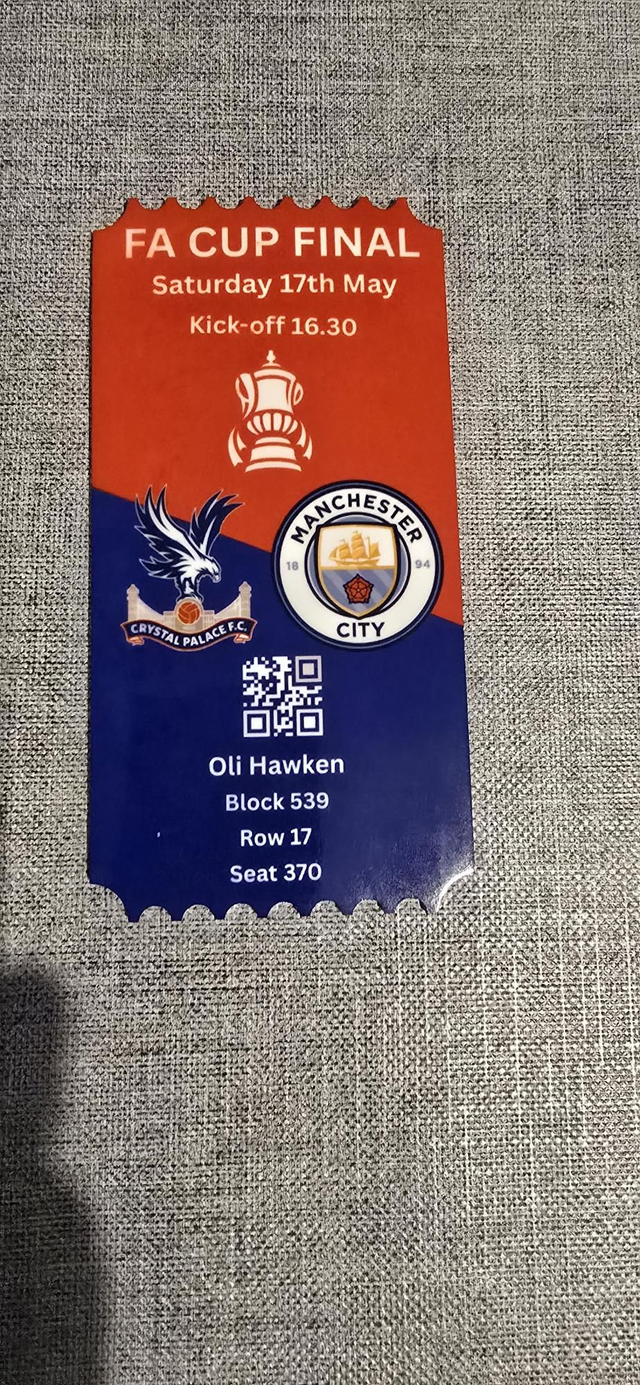 FA CUP FINAL
Saturday 17th May
Kick-off 16.30
CRYSTAL PALACE F.C.
MANCHESTER
18 94
CITY
Oli Hawken
Block 539
Row 17
Seat 370